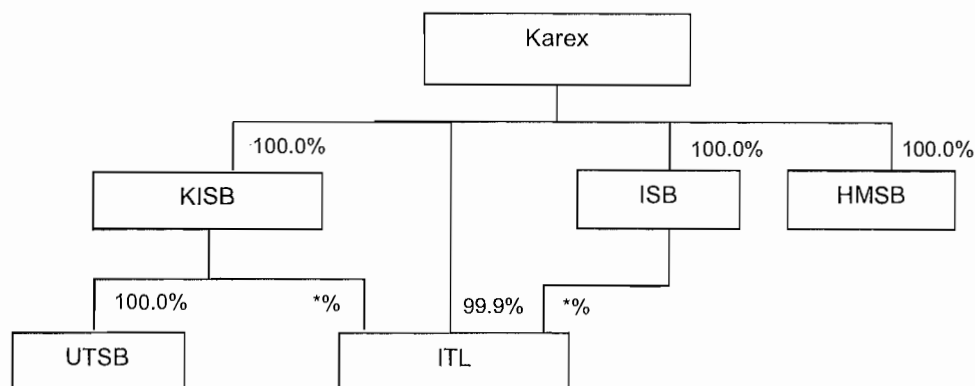 Karex
100.0%
100.0%
100.0%
KISB
ISB
HMSB
100.0%
*%
99.9%
*%
UTSB
ITL